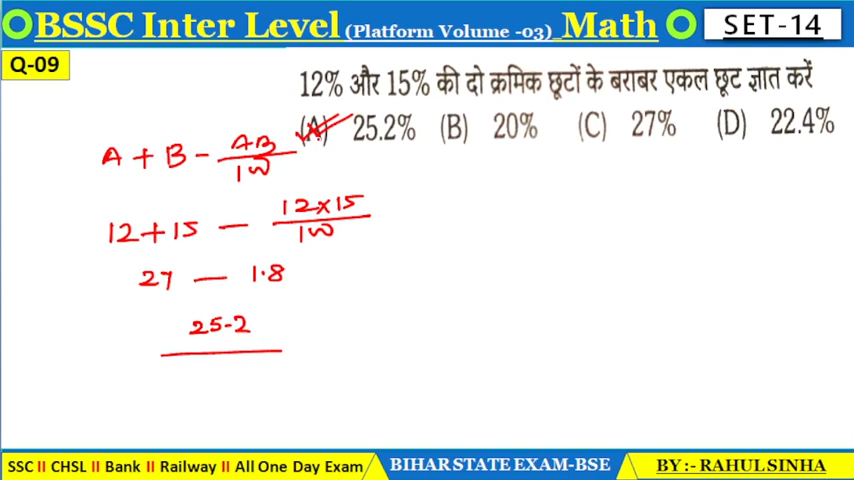 BSSC Inter Level (Platform Volume -03)_ Math SET-14
Q-09
12% और 15% की दो क्रमिक छूटों के बराबर एकल छूट ज्ञात करें
(A) 25.2% (B) 20% (C) 27% (D) 22.4%
A + B - AB/100
12+15 - 12×15/100
27 - 1.8
25.2
SSC II CHSL II Bank II Railway II All One Day Exam BIHAR STATE EXAM-BSE BY :- RAHUL SINHA